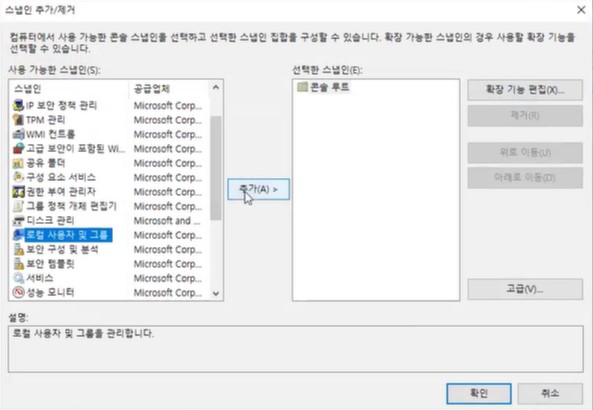 스냅인 추가/제거
컴퓨터에서 사용 가능한 콘솔 스냅인을 선택하고 선택한 스냅인 집합을 구성할 수 있습니다. 확장 가능한 스냅인의 경우 사용할 확장 기능을
선택할 수 있습니다.
사용 가능한 스냅인(S):
스냅인 공급업체
IP 보안 정책 관리 Microsoft Corp...
TPM 관리 Microsoft Corp...
WMI 컨트롤 Microsoft Corp...
고급 보안이 포함된 Wi... Microsoft Corp...
공유 폴더 Microsoft Corp...
구성 요소 서비스 Microsoft Corp...
권한 부여 관리자 Microsoft Corp...
그룹 정책 개체 편집기 Microsoft Corp...
디스크 관리 Microsoft and ...
로컬 사용자 및 그룹 Microsoft Corp...
보안 구성 및 분석 Microsoft Corp...
보안 템플릿 Microsoft Corp...
서비스 Microsoft Corp...
성능 모니터 Microsoft Corp...
추가(A) >
선택한 스냅인(E):
콘솔 루트
확장 기능 편집(X)...
제거(R)
위로 이동(U)
아래로 이동(D)
고급(V)...
설명:
로컬 사용자 및 그룹을 관리합니다.
확인
취소